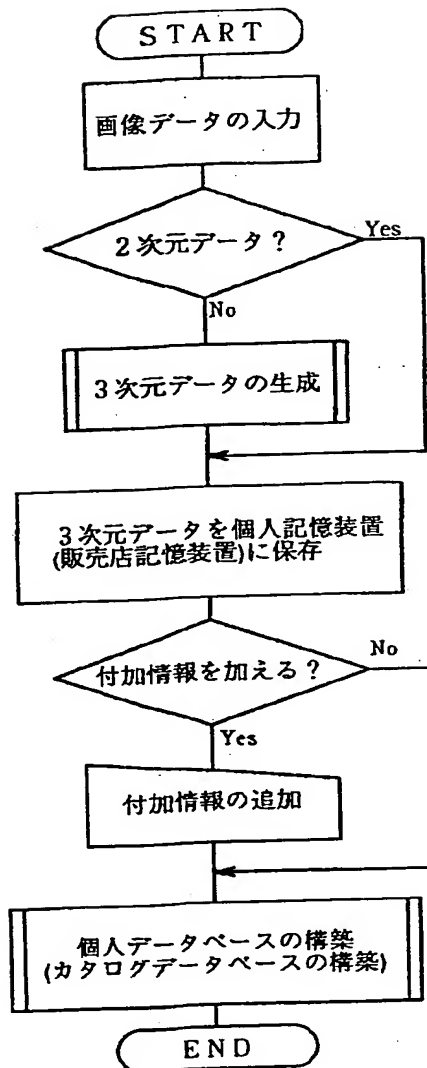 START
画像データの入力
2次元データ?
Yes
No
3次元データの生成
3次元データを個人記憶装置
(販売店記憶装置)に保存
付加情報を加える?
No
Yes
付加情報の追加
個人データベースの構築
(カタログデータベースの構築)
END